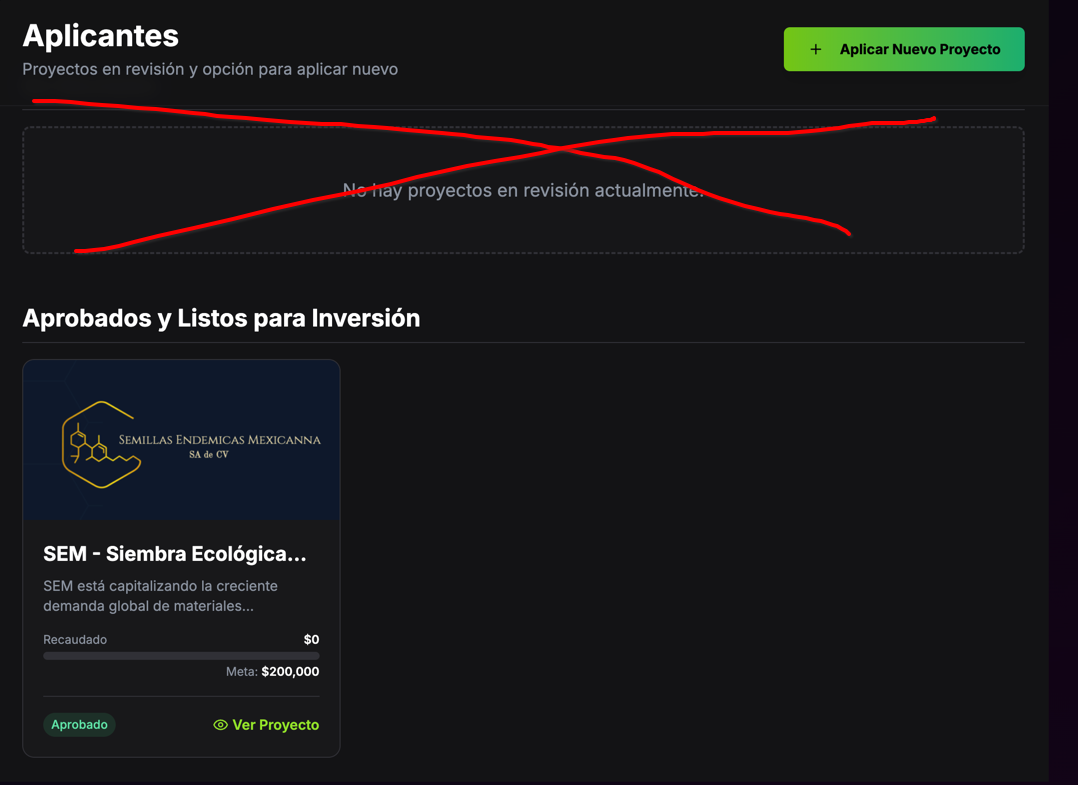 Aplicantes
Proyectos en revisión y opción para aplicar nuevo
+ Aplicar Nuevo Proyecto
No hay proyectos en revisión actualmente.
Aprobados y Listos para Inversión
SEMILLAS ENDEMICAS MEXICANNA
SA de CV
SEM - Siembra Ecológica...
SEM está capitalizando la creciente
demanda global de materiales...
Recaudado $0
Meta: $200,000
Aprobado Ver Proyecto